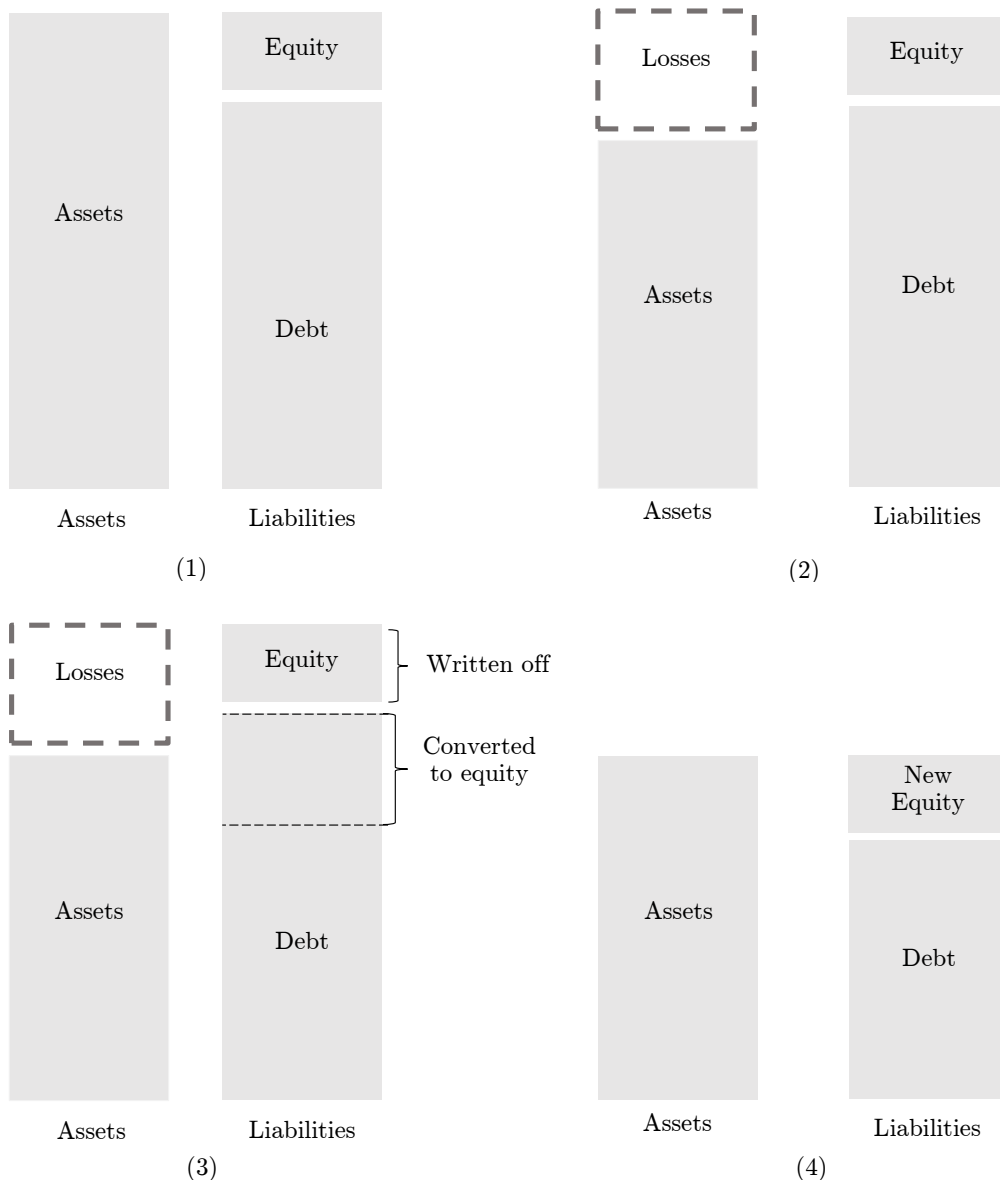 Equity
Assets
Debt
Assets
Liabilities
(1)
Losses
Equity
Assets
Debt
Assets
Liabilities
(2)
Losses
Equity
Written off
Converted
to equity
Assets
Debt
Assets
Liabilities
(3)
New
Equity
Assets
Debt
Assets
Liabilities
(4)